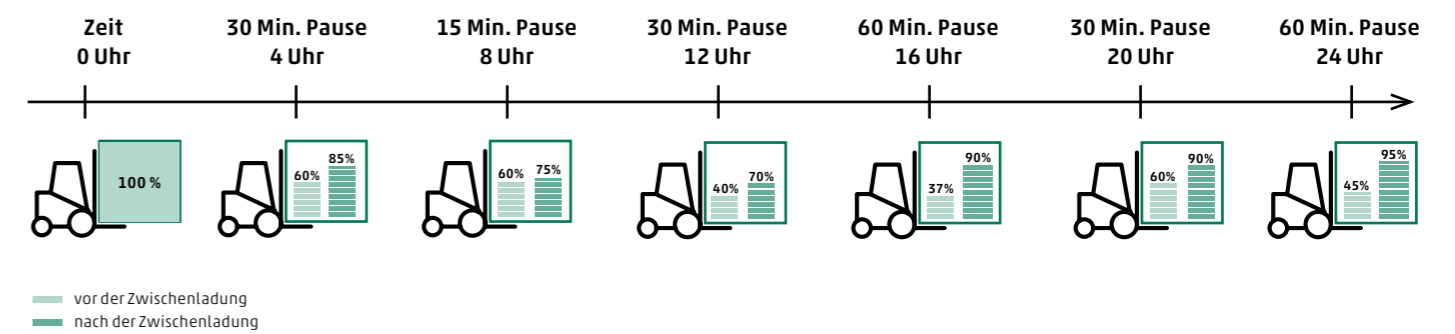 Zeit
0 Uhr
30 Min. Pause
4 Uhr
15 Min. Pause
8 Uhr
30 Min. Pause
12 Uhr
60 Min. Pause
16 Uhr
30 Min. Pause
20 Uhr
60 Min. Pause
24 Uhr
100 %
60%
85%
60%
75%
40%
70%
37%
90%
60%
90%
45%
95%
vor der Zwischenladung
nach der Zwischenladung